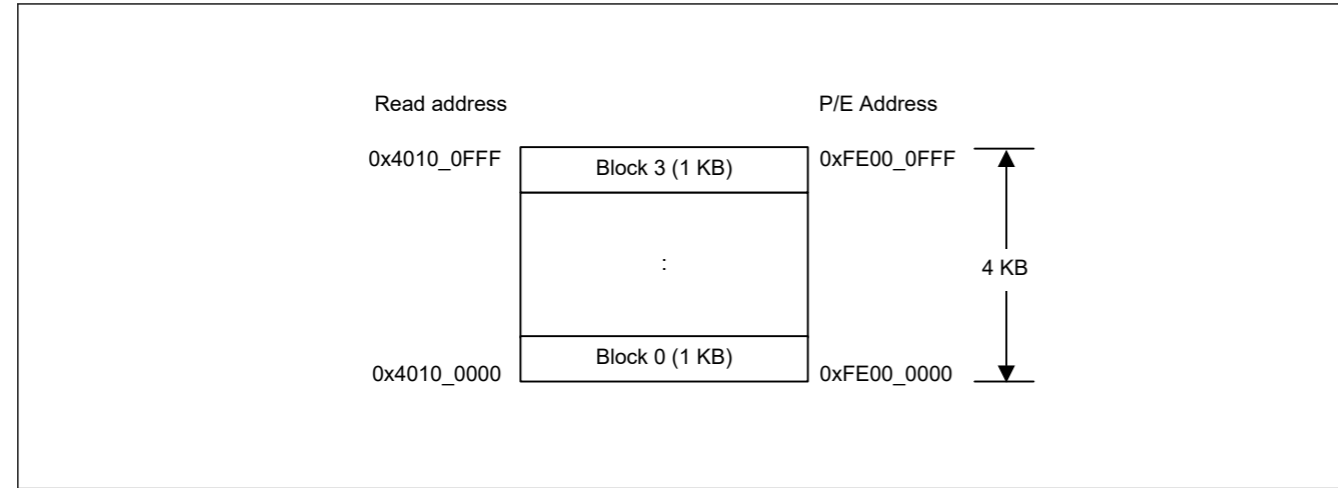 Read address P/E Address
0x4010_0FFF Block 3 (1 KB) 0xFE00_0FFF
:
4 KB
Block 0 (1 KB)
0x4010_0000 0xFE00_0000